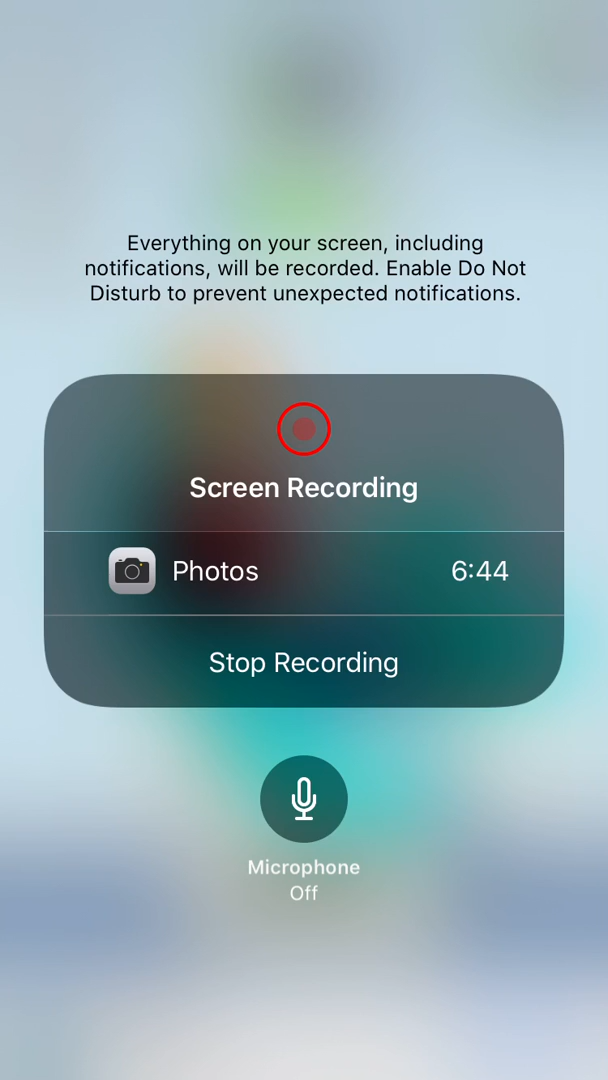 Everything on your screen, including
notifications, will be recorded. Enable Do Not
Disturb to prevent unexpected notifications.
Screen Recording
Photos 6:44
Stop Recording
Microphone
Off